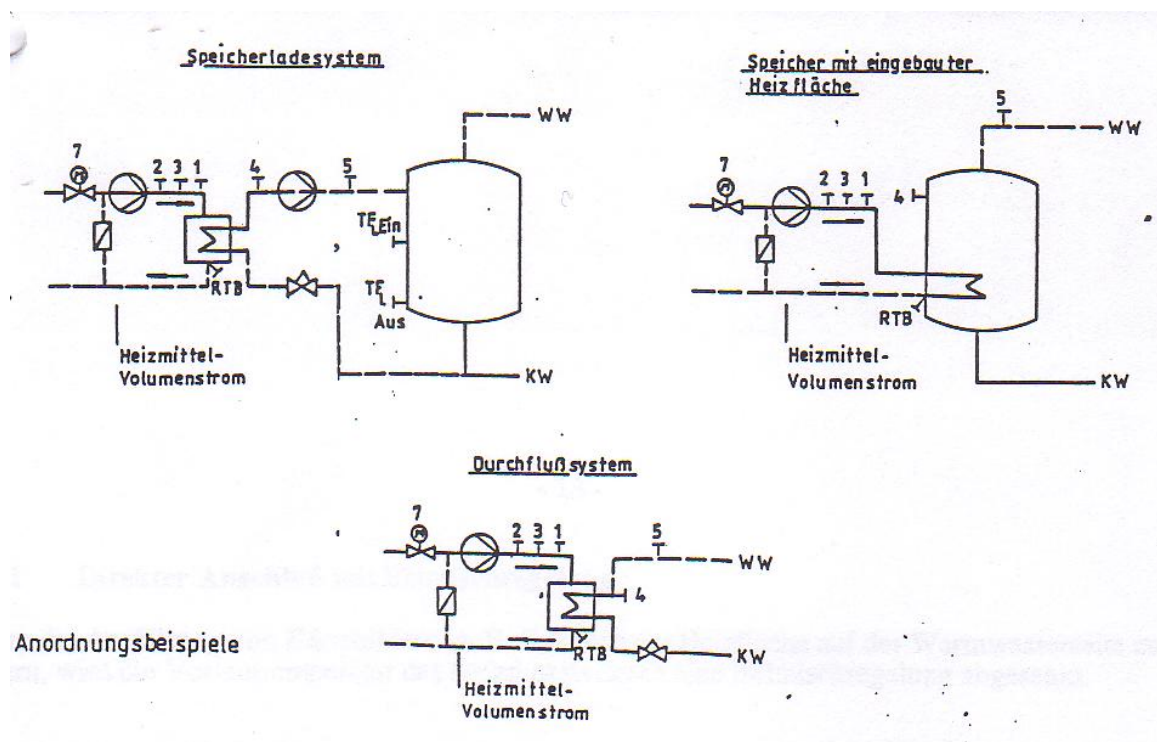 Speicherladesystem
WW
7
2 3 1
4
5
TE
Ein
RTB
TE
Aus
Heizmittel-
Volumenstrom
KW
Speicher mit eingebauter
Heizfläche
5
WW
7
2 3 1
4
RTB
Heizmittel-
Volumenstrom
KW
Durchflußsystem
7
2 3 1
5
WW
4
RTB
KW
Heizmittel-
Volumenstrom
Anordnungsbeispiele